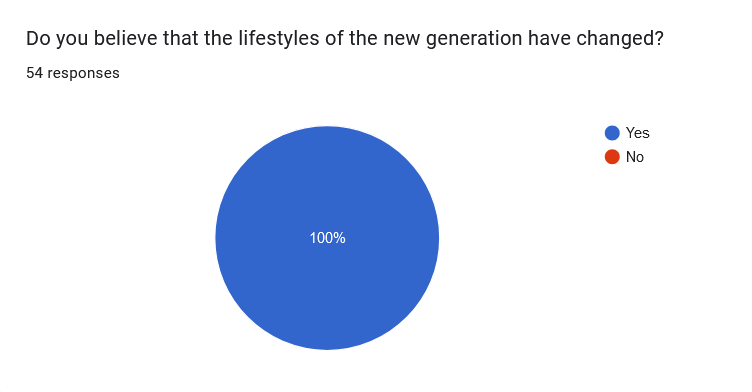 Do you believe that the lifestyles of the new generation have changed?
54 responses
Yes
No
100%